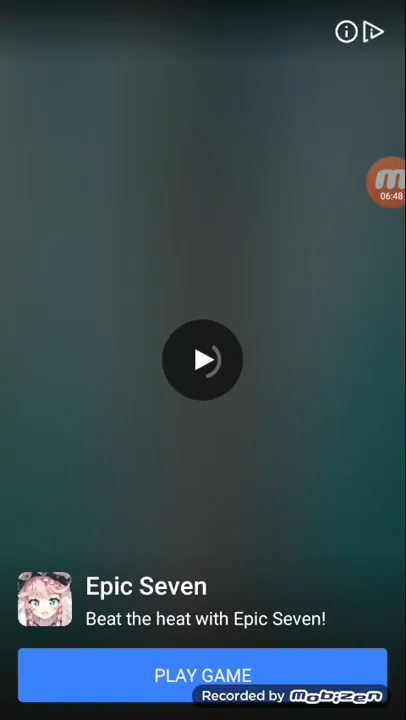 06:48
Epic Seven
Beat the heat with Epic Seven!
PLAY GAME
Recorded by MOBIZEN